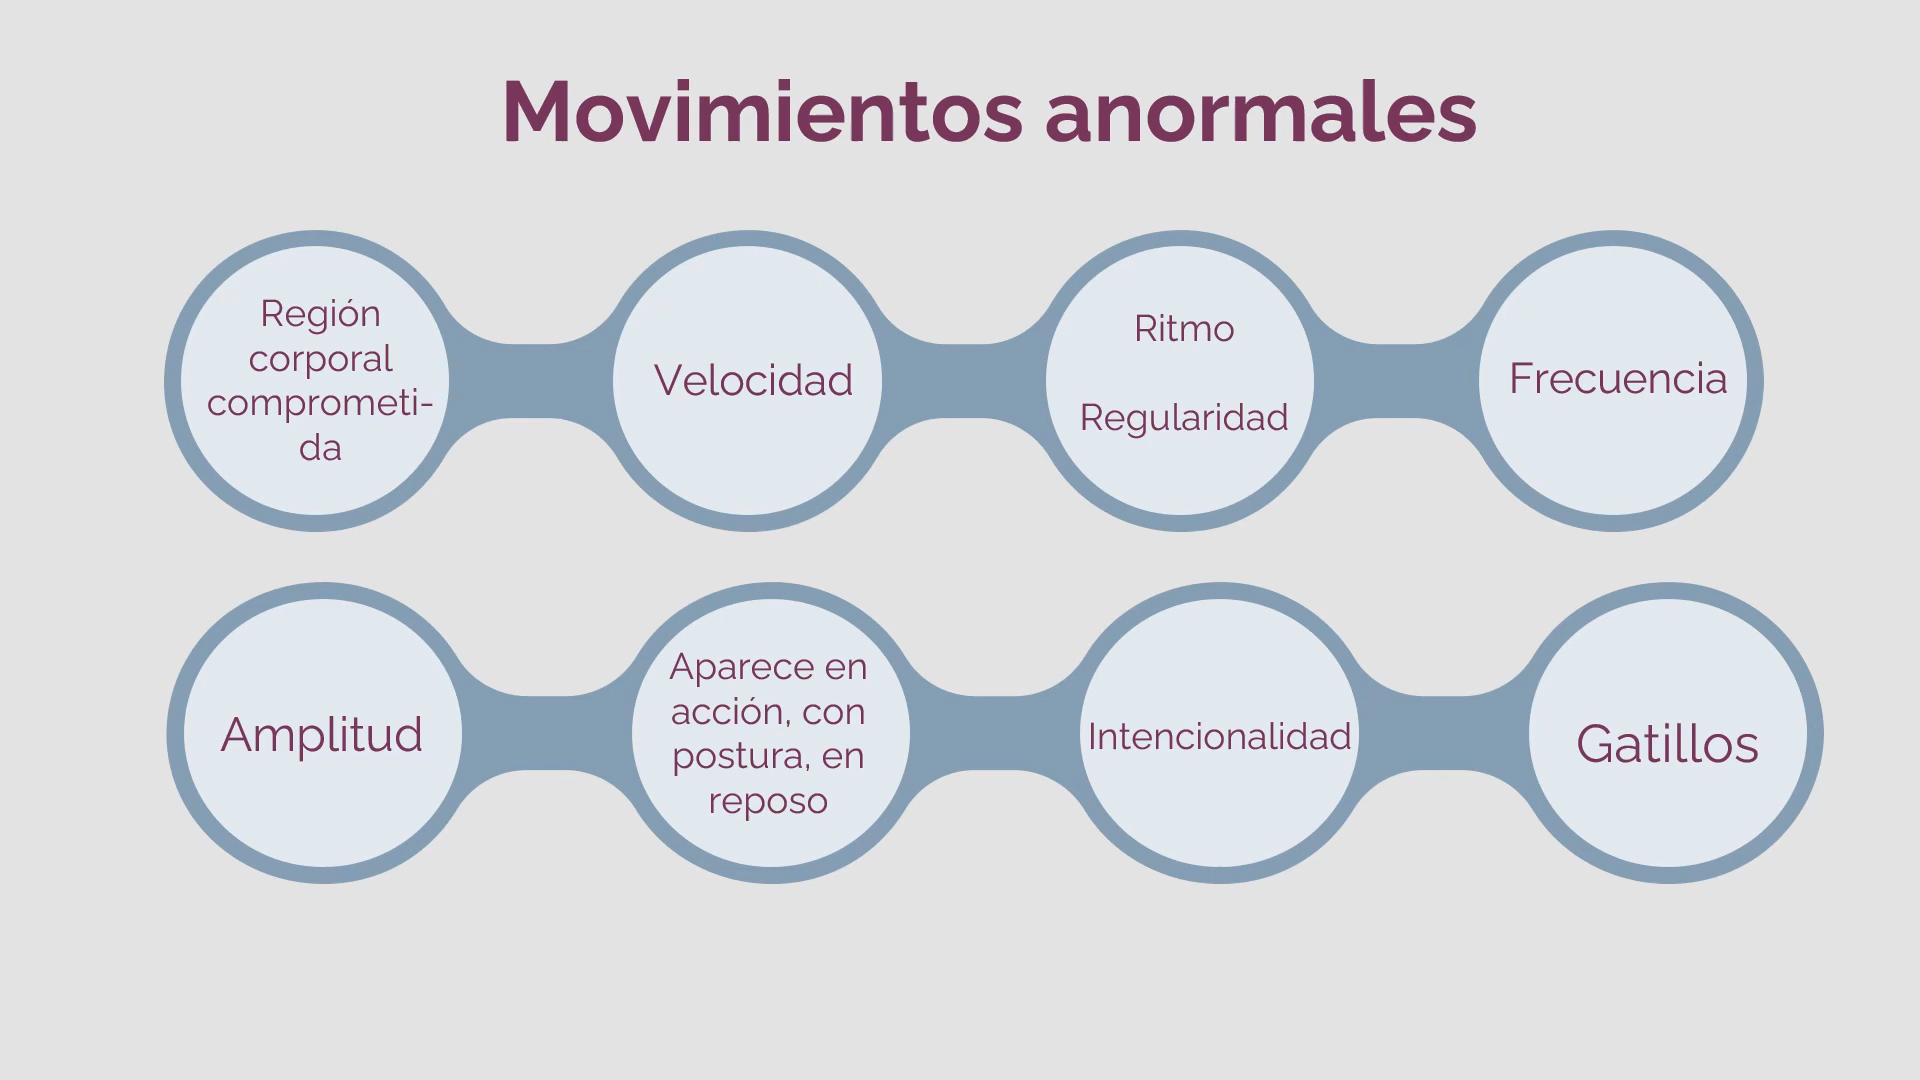 Movimientos anormales
Región
corporal
comprometi-
da
Velocidad
Ritmo
Regularidad
Frecuencia
Amplitud
Aparece en
acción, con
postura, en
reposo
Intencionalidad
Gatillos